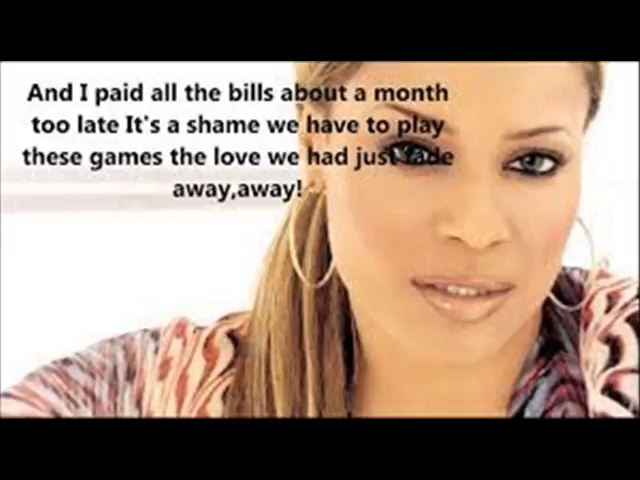 And I paid all the bills about a month
too late It's a shame we have to play
these games the love we had just fade
away,away!